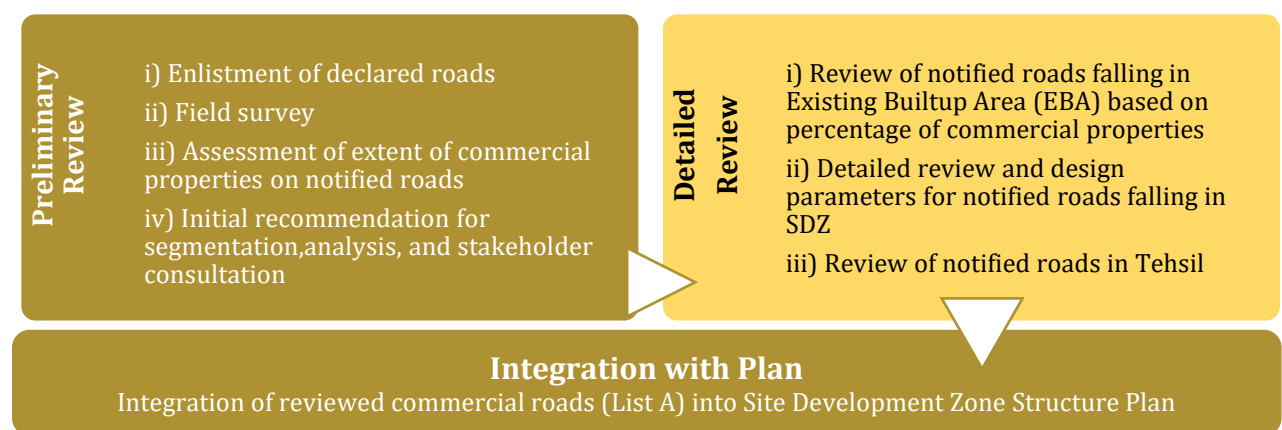 Preliminary
Review
i) Enlistment of declared roads
ii) Field survey
iii) Assessment of extent of commercial
properties on notified roads
iv) Initial recommendation for
segmentation,analysis, and stakeholder
consultation
Detailed
Review
i) Review of notified roads falling in
Existing Builtup Area (EBA) based on
percentage of commercial properties
ii) Detailed review and design
parameters for notified roads falling in
SDZ
iii) Review of notified roads in Tehsil
Integration with Plan
Integration of reviewed commercial roads (List A) into Site Development Zone Structure Plan